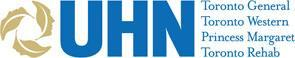 UHN
Toronto General
Toronto Western
Princess Margaret
Toronto Rehab